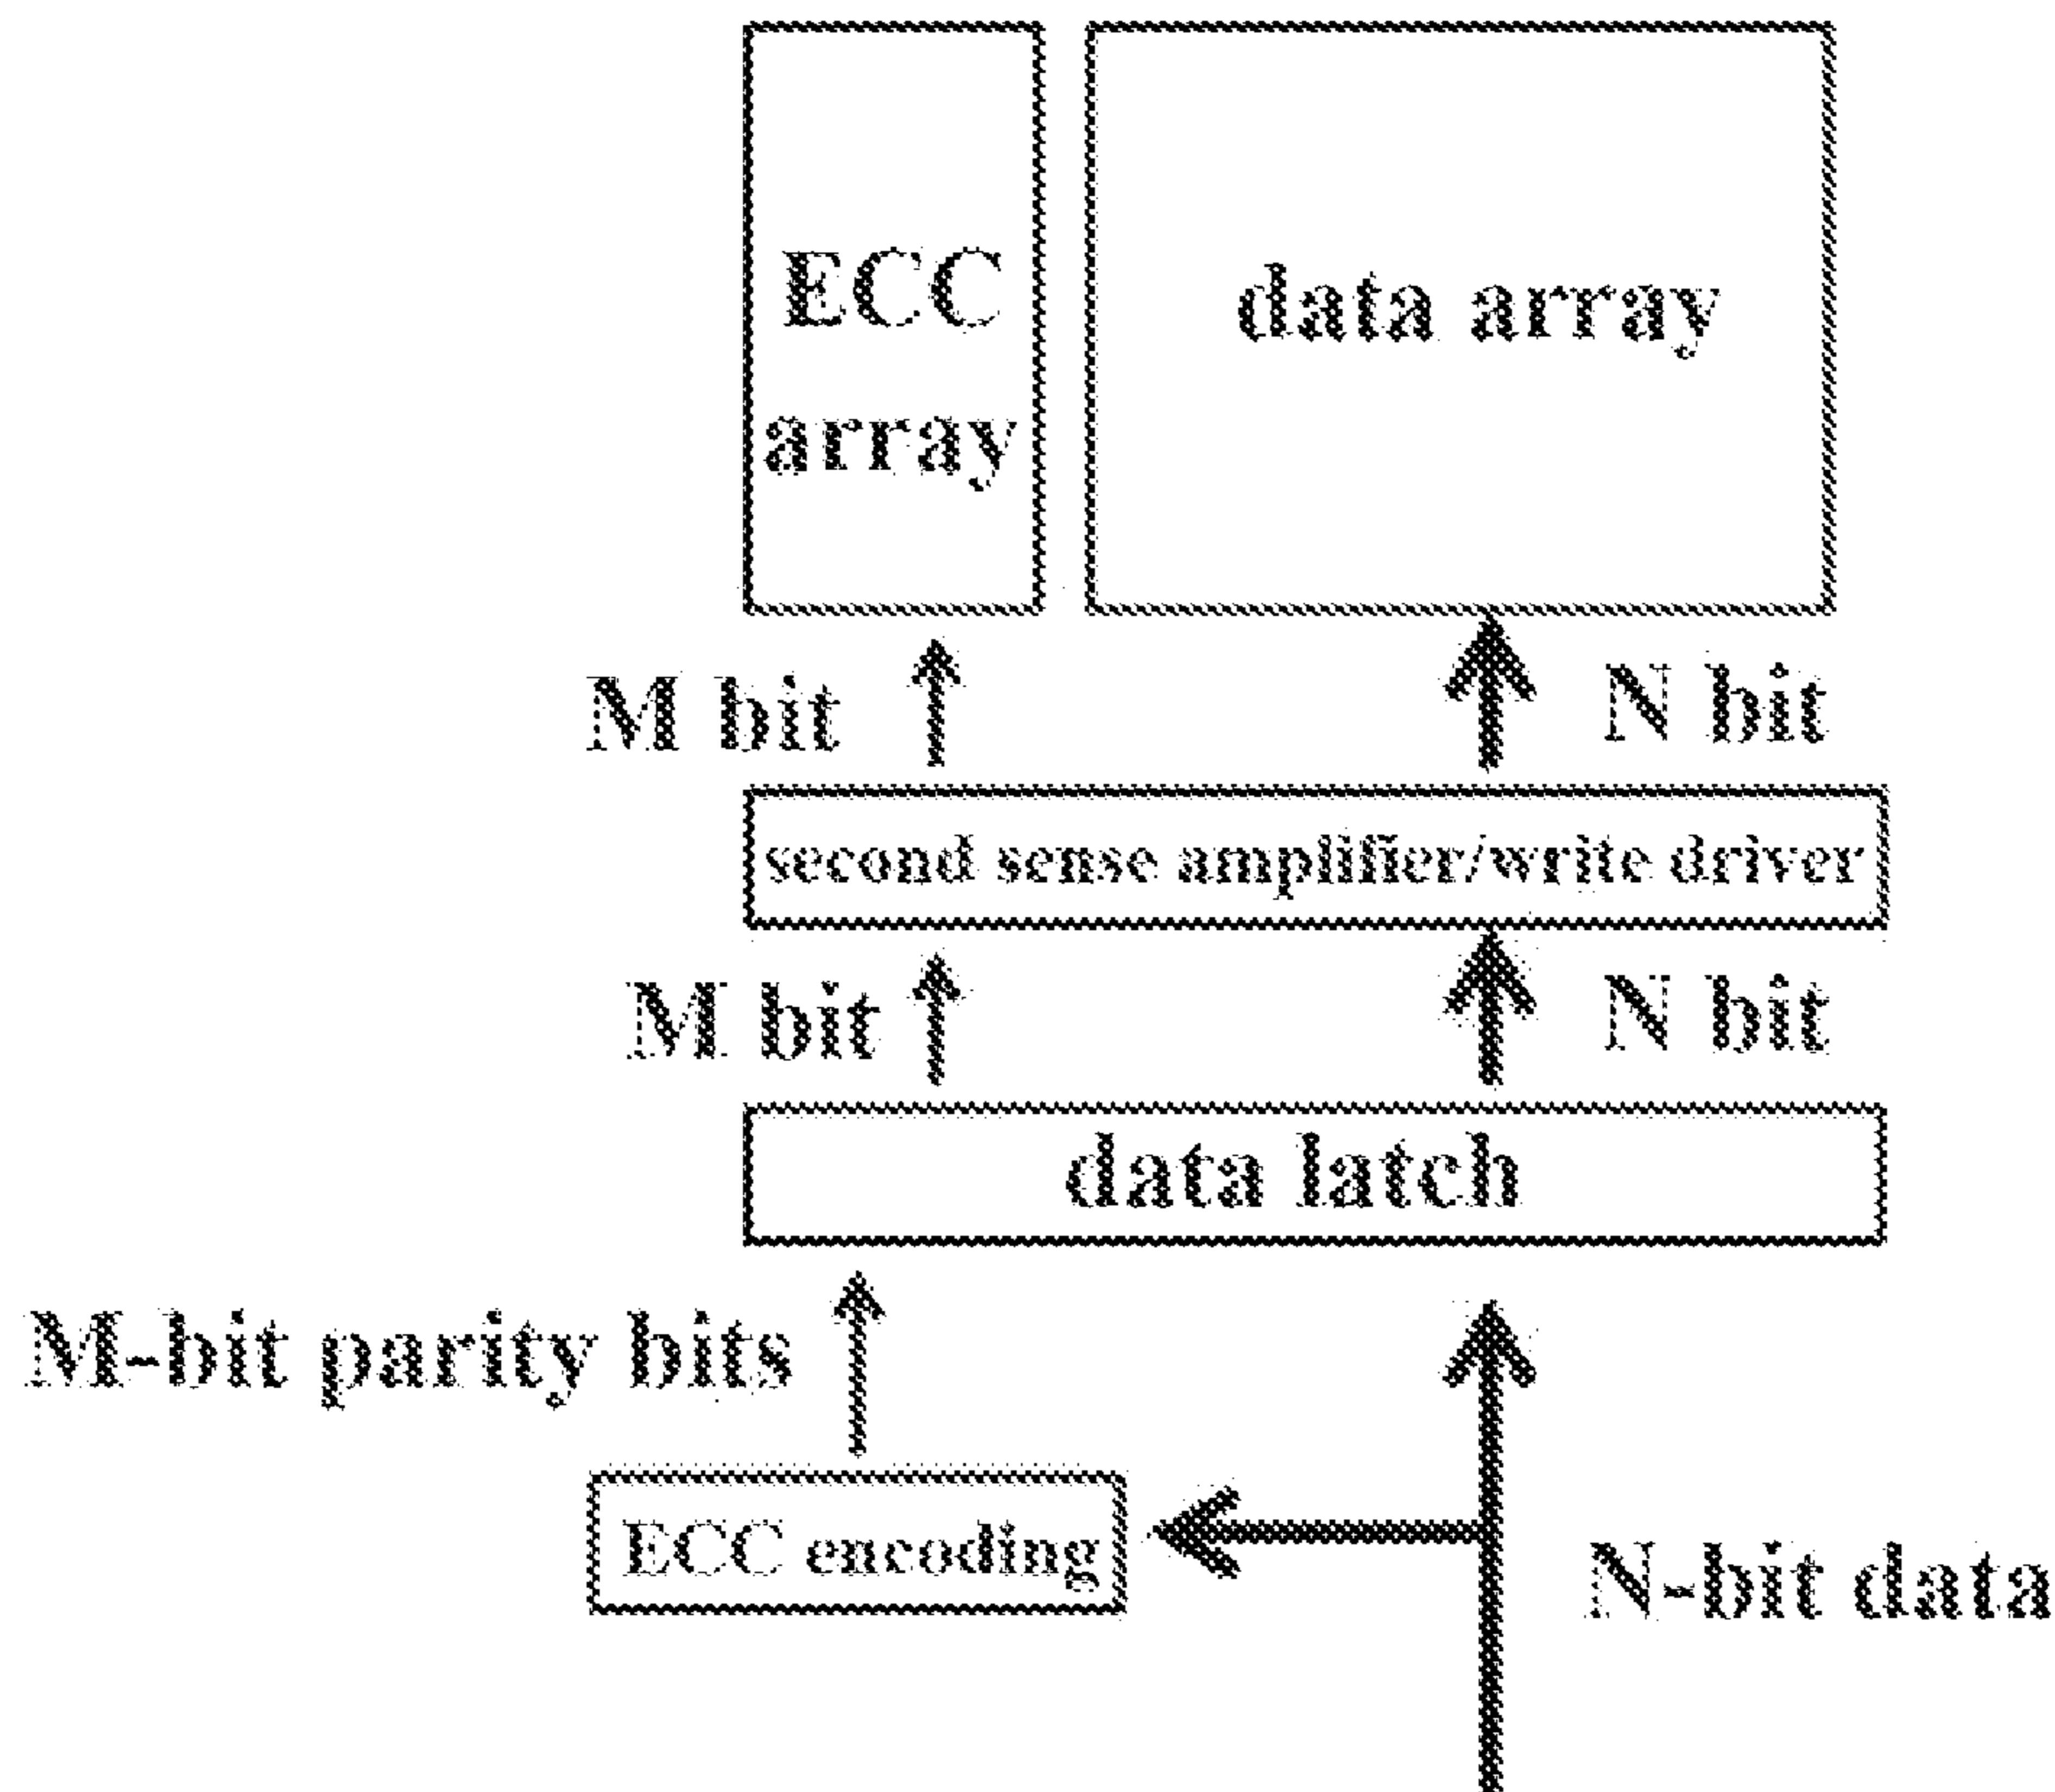 ECC
array
data array
M bit
N bit
second sense amplifier/write driver
M bit
N bit
data latch
M-bit parity bits
ECC encoding
N-bit data